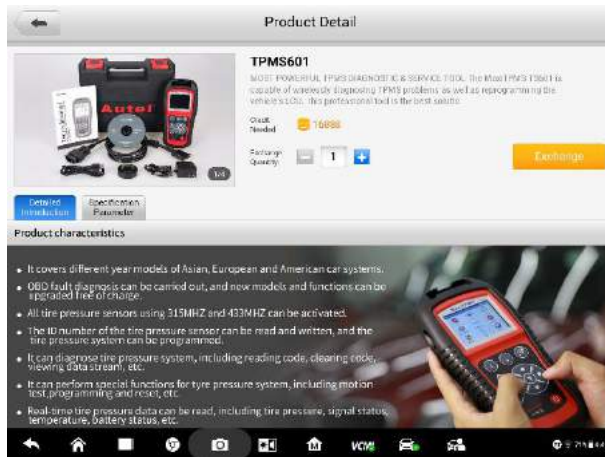 Product Detail
TPMS601
MOST POWERFUL TPMS DIAGNOSTIC & SERVICE TOOL. The MaxiTPMS TS601 is
capable of wirelessly diagnosing TPMS problems as well as reprogramming the
vehicle's ECU. This professional tool is the best
Credit
Needed
16888
Exchange
Quantity
1
Exchange
Autel
1/4
Detailed
Introduction
Specification
Parameter
Product characteristics
It covers different year models of Asian, European and American car systems.
OBD fault diagnosis can be carried out, and new models and functions can be
upgraded free of charge.
All tire pressure sensors using 315MHZ and 433MHZ can be activated.
The ID number of the tire pressure sensor can be read and written, and the
tire pressure system can be programmed.
It can diagnose tire pressure system, including reading code, clearing code,
viewing data stream, etc.
It can perform special functions for tyre pressure system, including motion
test,programming and reset, etc.
Real-time tire pressure data can be read, including tire pressure, signal status,
temperature, battery status, etc.
VCMI